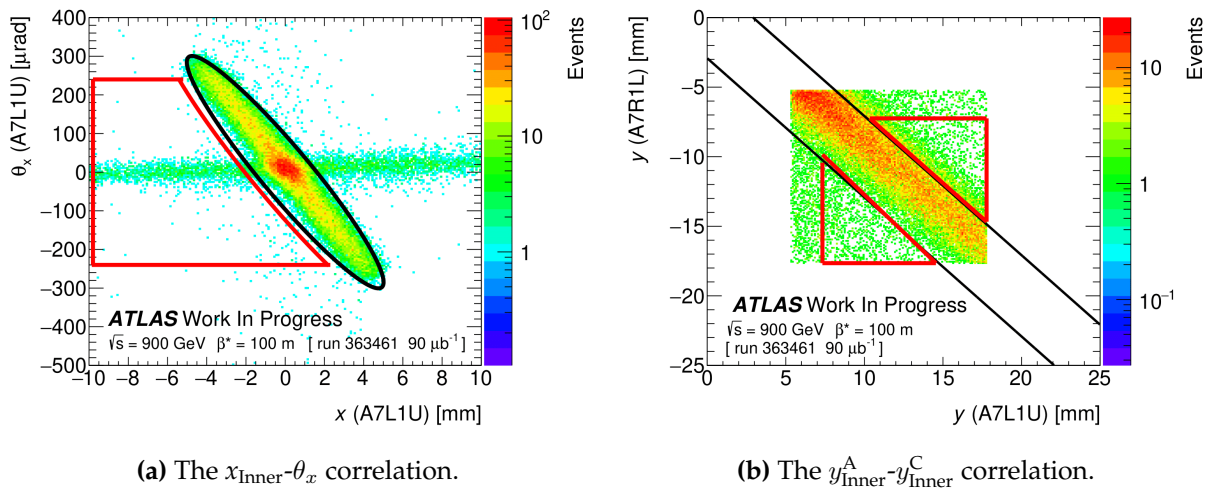 θx (A7L1U) [μrad]
400
300
200
100
0
−100
−200
−300
−400
−500
ATLAS Work In Progress
√s = 900 GeV β* = 100 m [ run 363461 90 μb-1 ]
−10 −8 −6 −4 −2 0 2 4 6 8 10
x (A7L1U) [mm]
10²
10
1
Events
(a) The xInner-θx correlation.
y (A7R1L) [mm]
0
−5
−10
−15
−20
−25
ATLAS Work In Progress
√s = 900 GeV β* = 100 m
[ run 363461 90 μb-1 ]
0 5 10 15 20 25
y (A7L1U) [mm]
10
1
10−1
Events
(b) The yAInner-yCInner correlation.